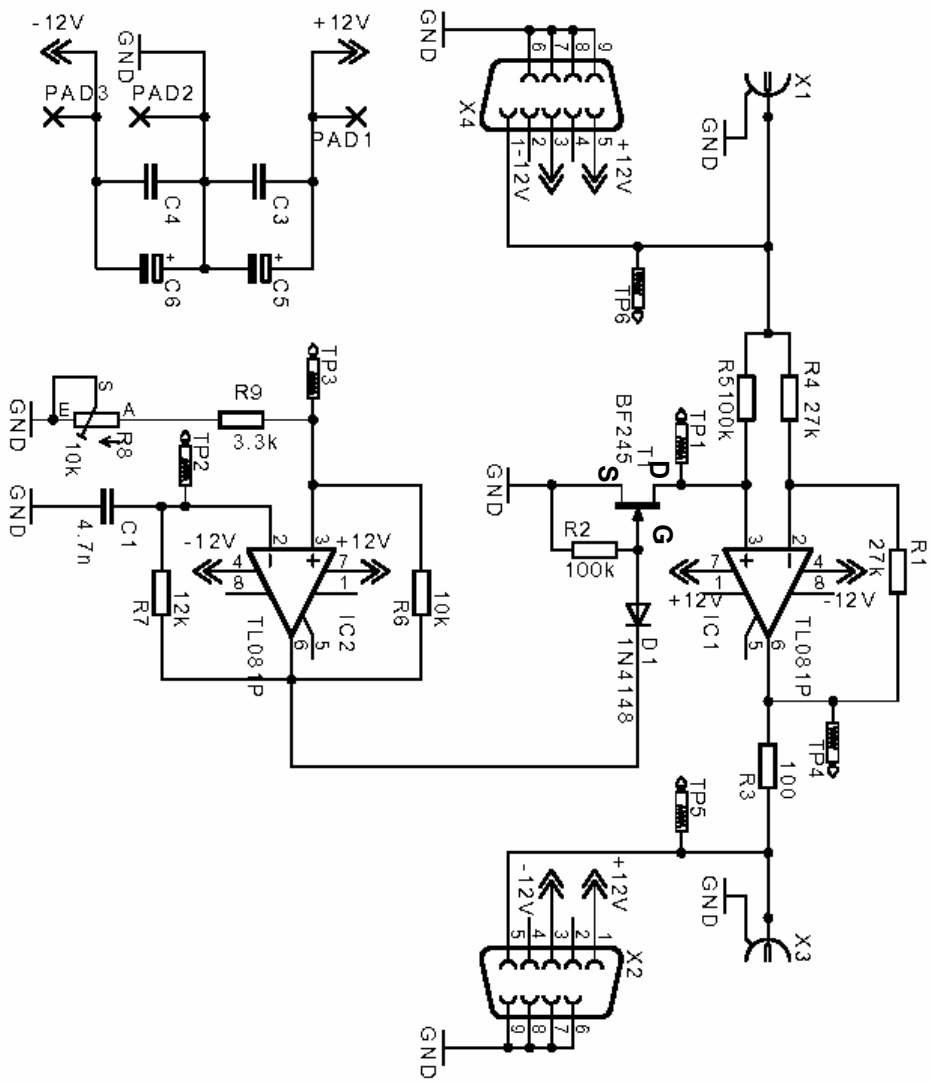 -12V
GND
+12V
PAD3
PAD2
PAD1
C4
C3
C6
C5
GND
6
7
8
9
X4
1
2
3
4
5
-12V
+12V
X1
GND
TP6
TP3
R5
100k
R4
27k
BF245
T1
TP1
S
D
G
GND
E
S
A
R8
10k
R9
3.3k
TP2
GND
C1
4.7n
2
3
-
+
-12V
4
8
+12V
7
1
IC2
R7
12k
TL081P
6
5
R6
10k
GND
R2
100k
D1
1N4148
3
2
+
-
7
1
+12V
IC1
4
8
-12V
R1
27k
TL081P
6
5
TP4
100
R3
TP5
-12V
+12V
5
4
3
2
1
X2
9
8
7
6
GND
GND
X3